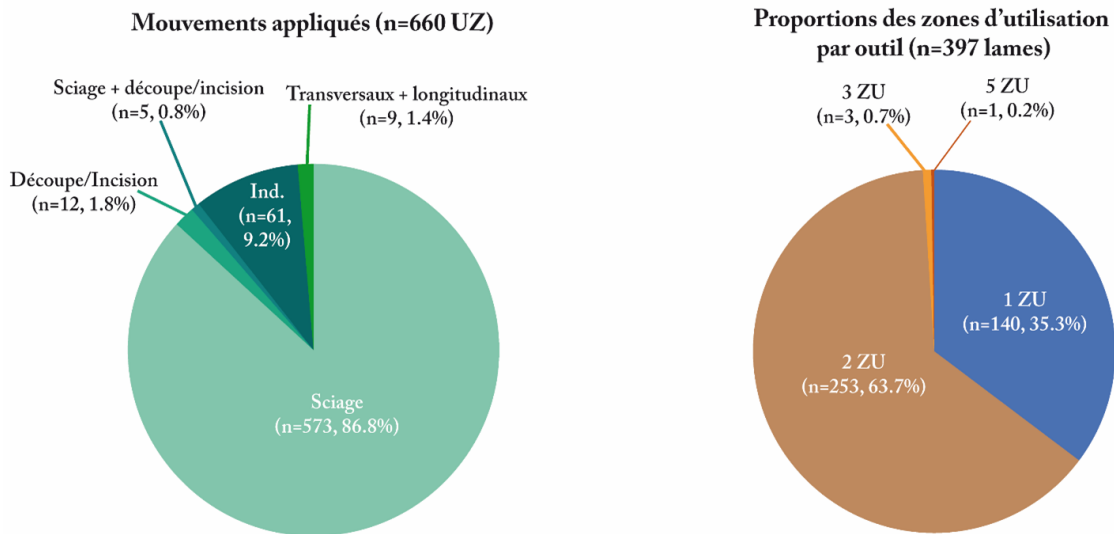 Mouvements appliqués (n=660 UZ)
Sciage + découpe/incision
(n=5, 0.8%)
Transversaux + longitudinaux
(n=9, 1.4%)
Découpe/Incision
(n=12, 1.8%)
Ind.
(n=61,
9.2%)
Sciage
(n=573, 86.8%)
Proportions des zones d’utilisation
par outil (n=397 lames)
3 ZU
(n=3, 0.7%)
5 ZU
(n=1, 0.2%)
1 ZU
(n=140, 35.3%)
2 ZU
(n=253, 63.7%)